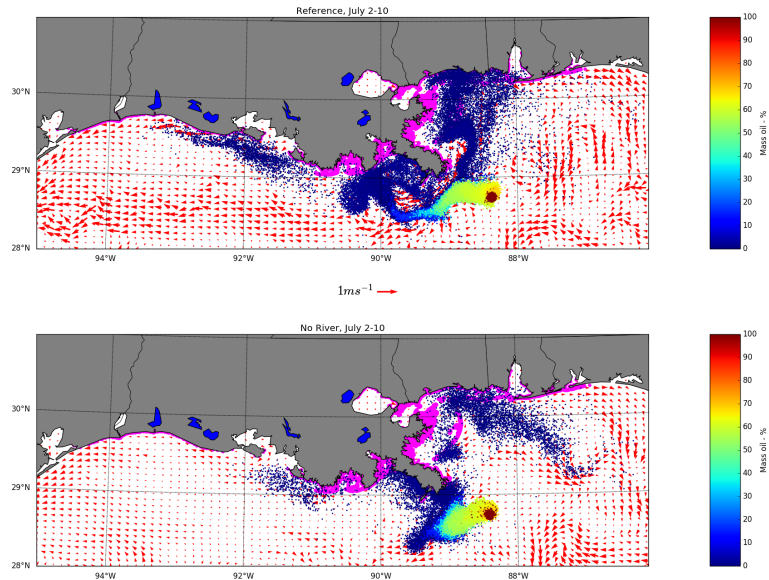 Reference, July 2-10
30°N
29°N
28°N
94°W
92°W
90°W
88°W
100
90
80
70
60
50
40
30
20
10
0
Mass oil - %
1ms⁻¹
No River, July 2-10
30°N
29°N
28°N
94°W
92°W
90°W
88°W
100
90
80
70
60
50
40
30
20
10
0
Mass oil - %